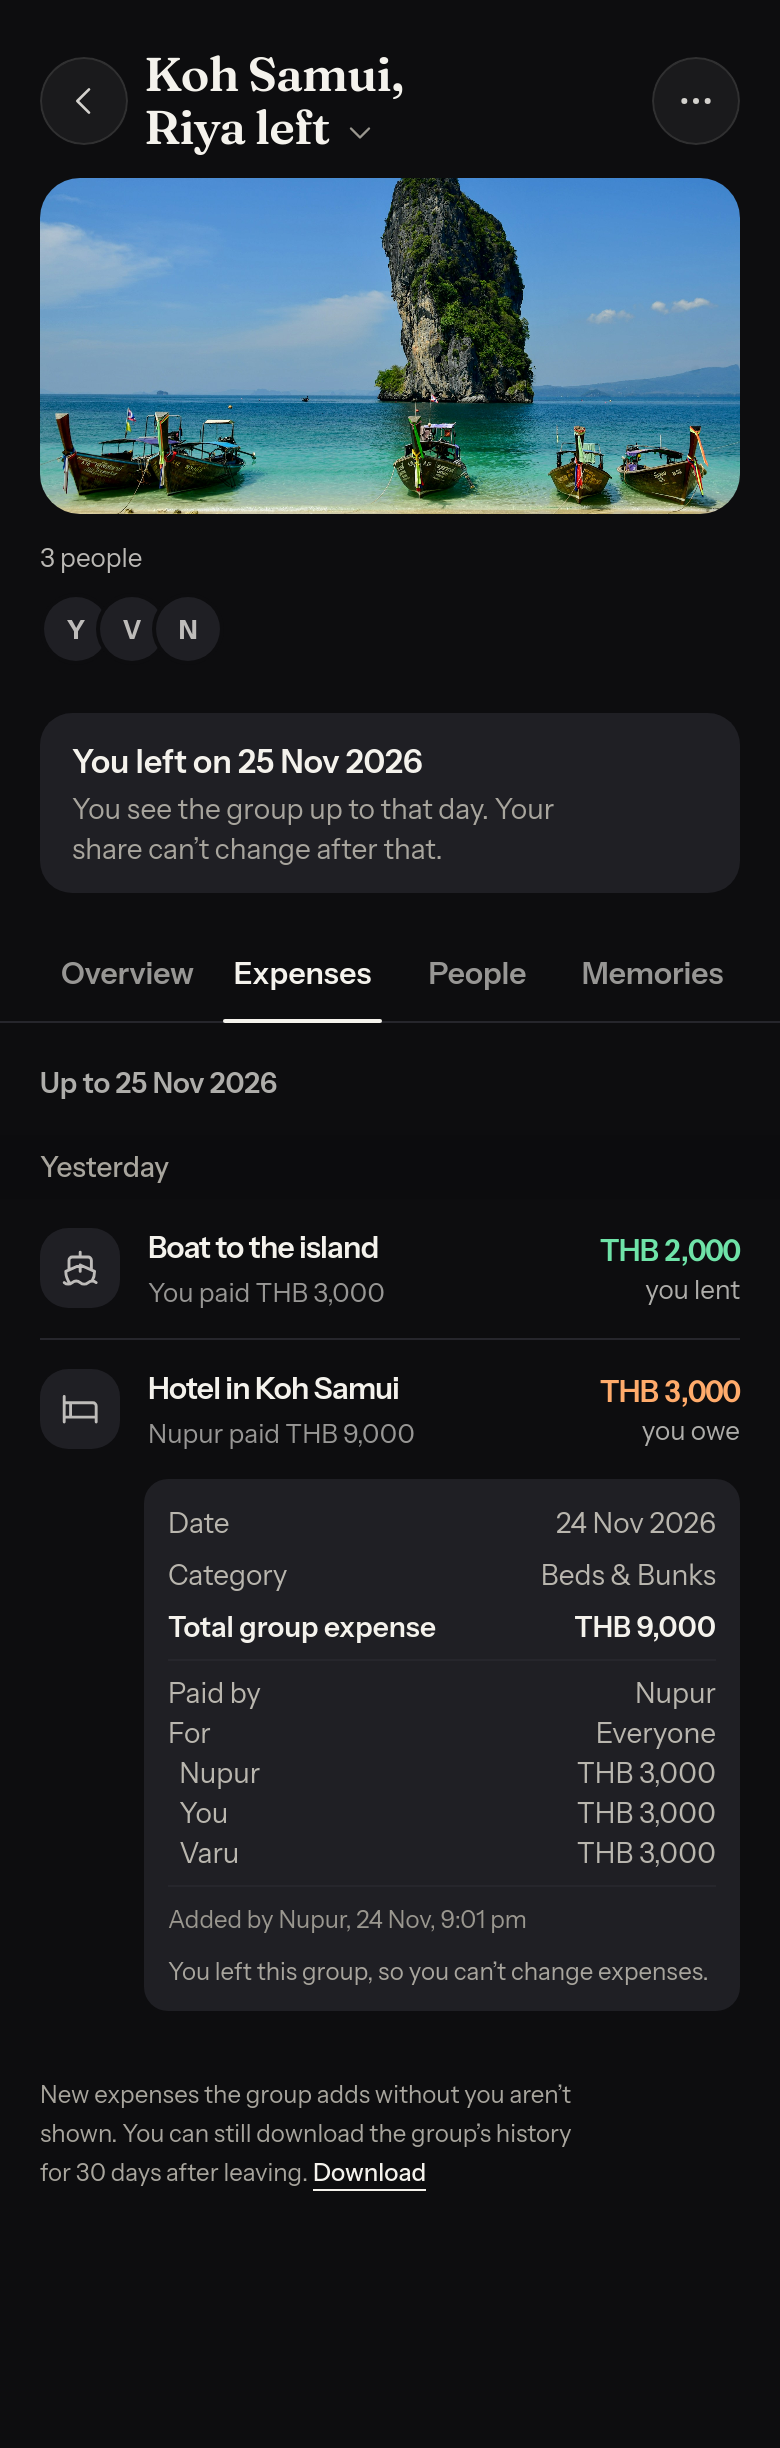 Koh Samui,
Riya left
3 people
Y V N
You left on 25 Nov 2026
You see the group up to that day. Your
share can’t change after that.
Overview Expenses People Memories
Up to 25 Nov 2026
Yesterday
Boat to the island THB 2,000
You paid THB 3,000 you lent
Hotel in Koh Samui THB 3,000
Nupur paid THB 9,000 you owe
Date 24 Nov 2026
Category Beds & Bunks
Total group expense THB 9,000
Paid by Nupur
For Everyone
Nupur THB 3,000
You THB 3,000
Varu THB 3,000
Added by Nupur, 24 Nov, 9:01 pm
You left this group, so you can’t change expenses.
New expenses the group adds without you aren’t
shown. You can still download the group’s history
for 30 days after leaving. Download